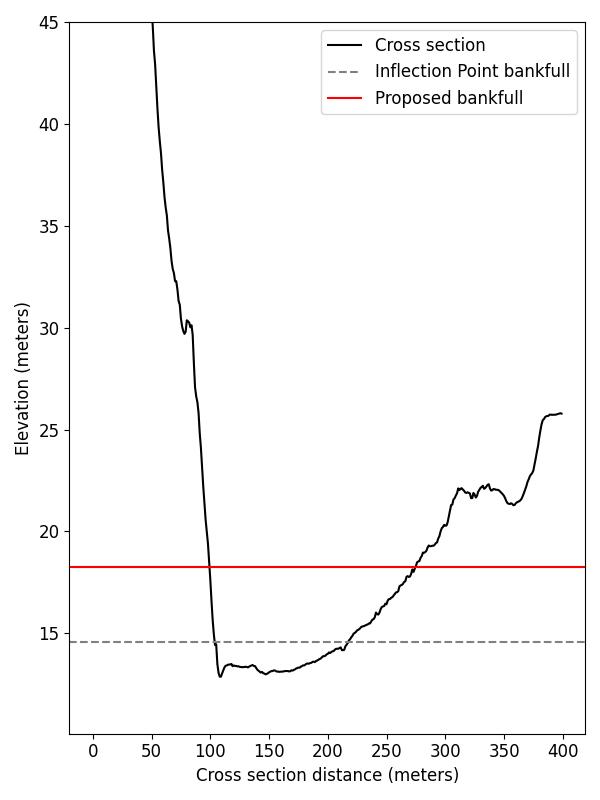 45
40
35
30
25
20
15
Elevation (meters)
Cross section
Inflection Point bankfull
Proposed bankfull
0 50 100 150 200 250 300 350 400
Cross section distance (meters)